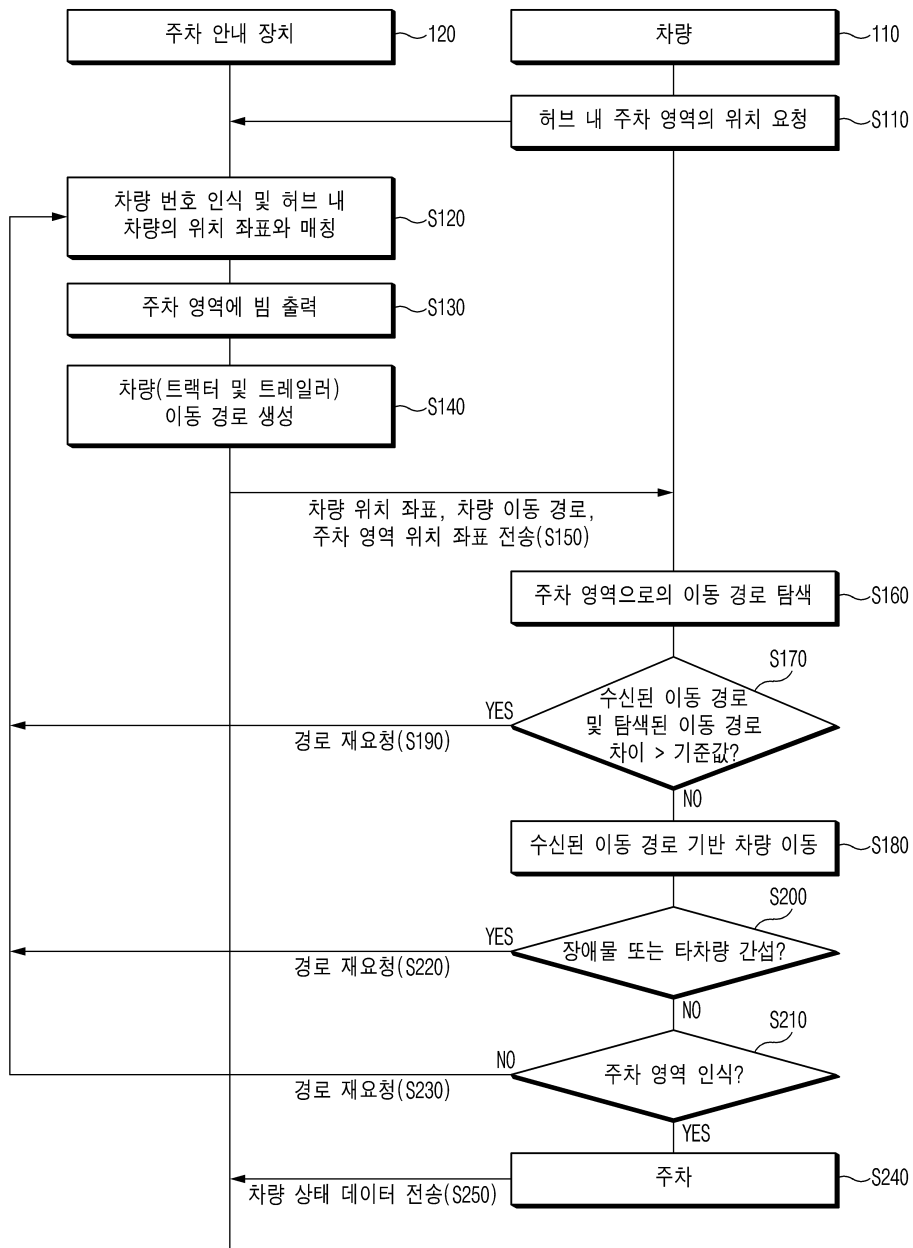 주차 안내 장치
120
차량
110
허브 내 주차 영역의 위치 요청
S110
차량 번호 인식 및 허브 내
차량의 위치 좌표와 매칭
S120
주차 영역에 빔 출력
S130
차량(트랙터 및 트레일러)
이동 경로 생성
S140
차량 위치 좌표, 차량 이동 경로,
주차 영역 위치 좌표 전송(S150)
주차 영역으로의 이동 경로 탐색
S160
S170
수신된 이동 경로
및 탐색된 이동 경로
차이 > 기준값?
YES
경로 재요청(S190)
NO
수신된 이동 경로 기반 차량 이동
S180
S200
장애물 또는 타차량 간섭?
YES
경로 재요청(S220)
NO
S210
주차 영역 인식?
NO
경로 재요청(S230)
YES
주차
S240
차량 상태 데이터 전송(S250)